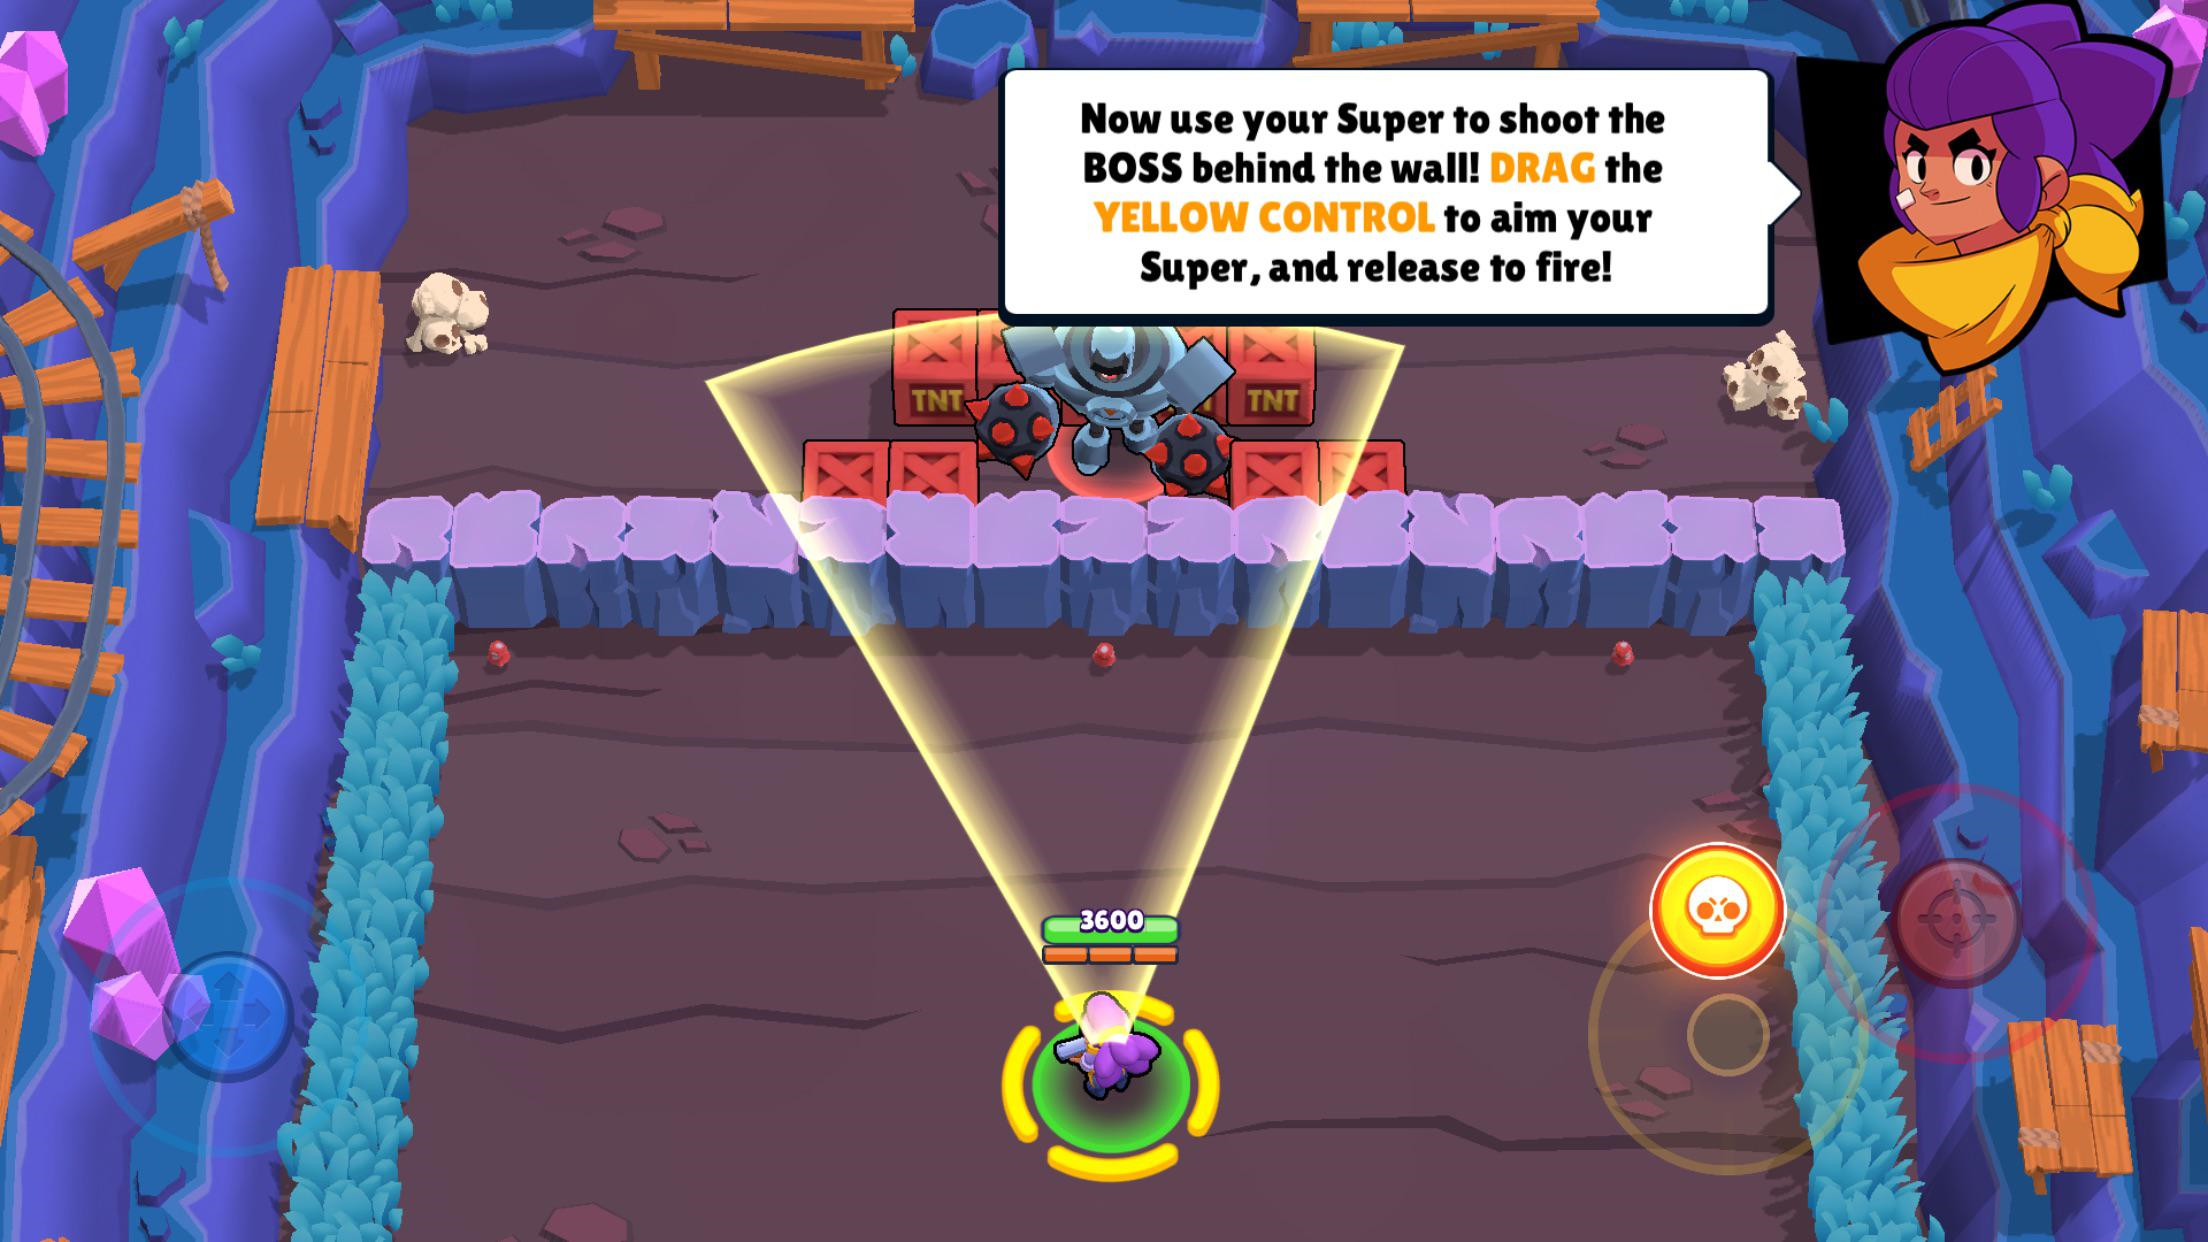 Now use your Super to shoot the
BOSS behind the wall! DRAG the
YELLOW CONTROL to aim your
Super, and release to fire!
TNT
TNT
3600